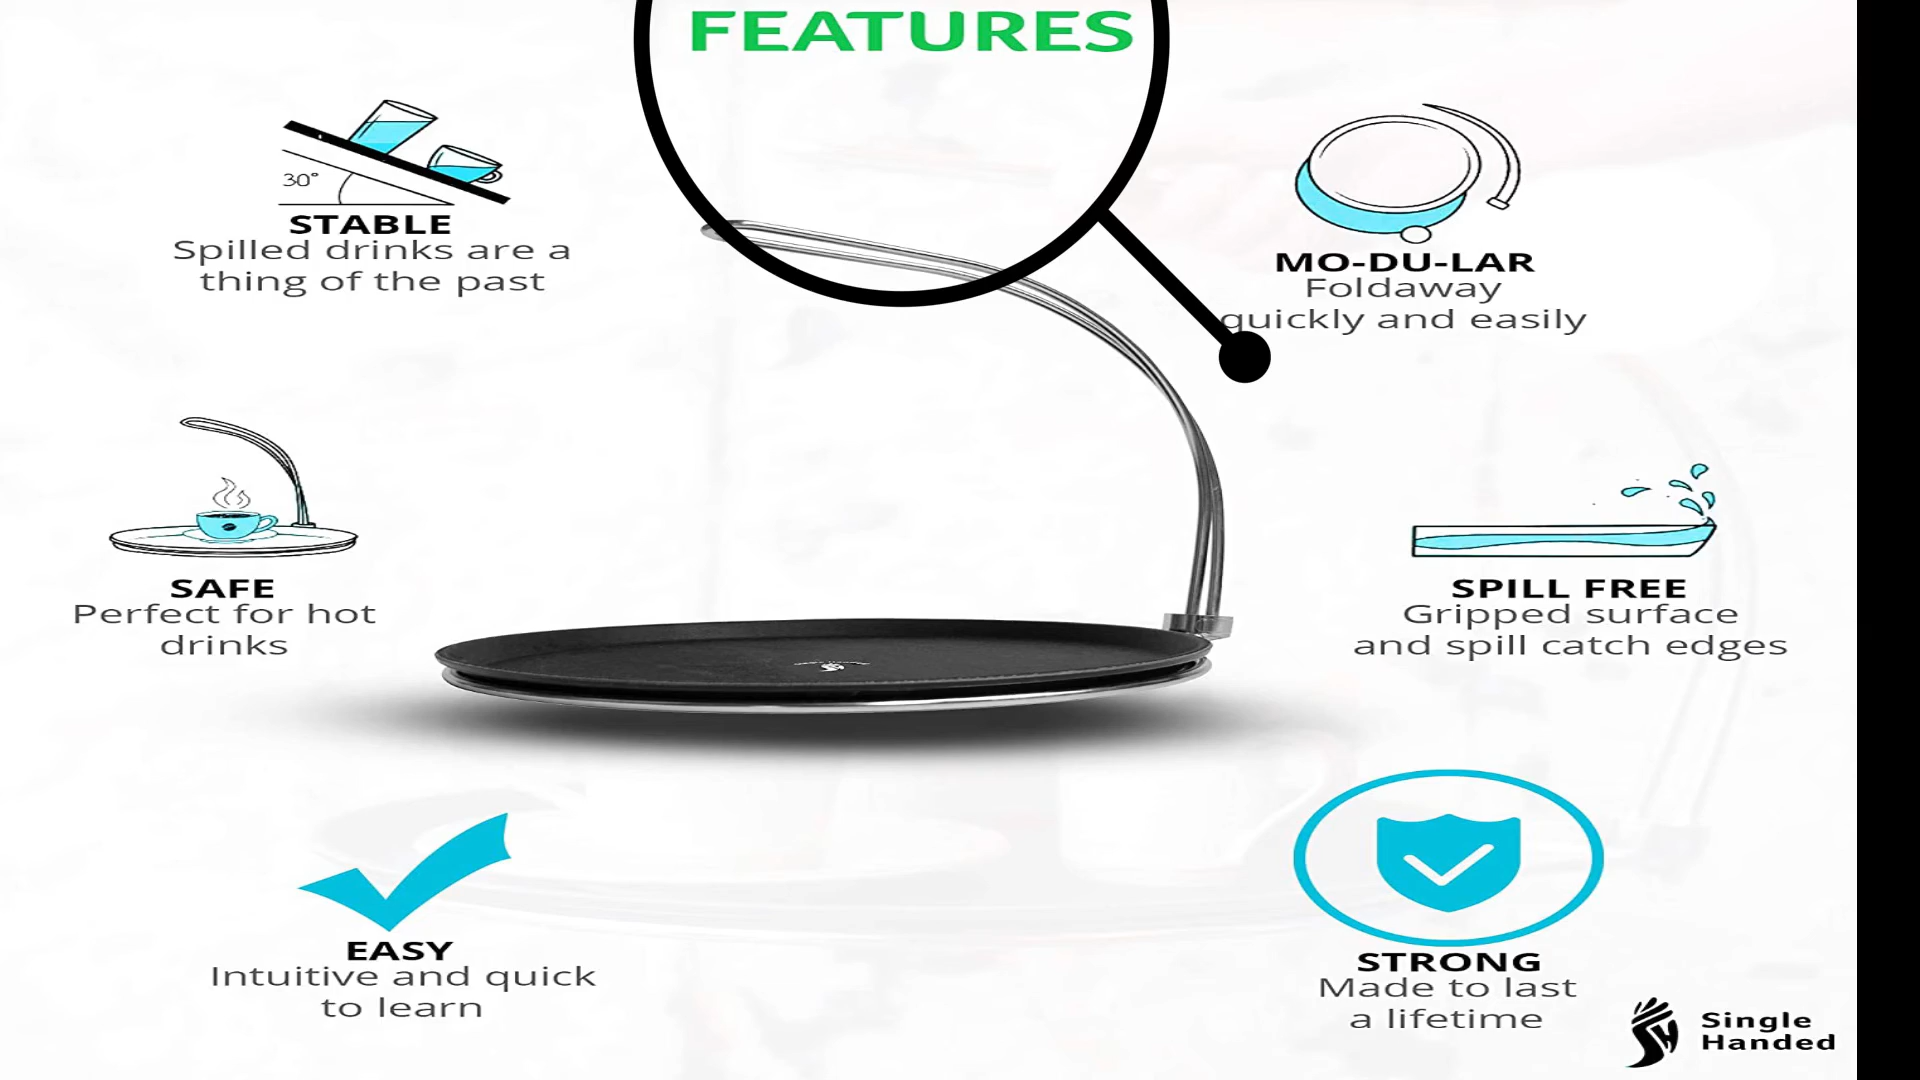 FEATURES
30°
STABLE
Spilled drinks are a
thing of the past
MO-DU-LAR
Foldaway
quickly and easily
SAFE
Perfect for hot
drinks
SPILL FREE
Gripped surface
and spill catch edges
EASY
Intuitive and quick
to learn
STRONG
Made to last
a lifetime
Single
Handed